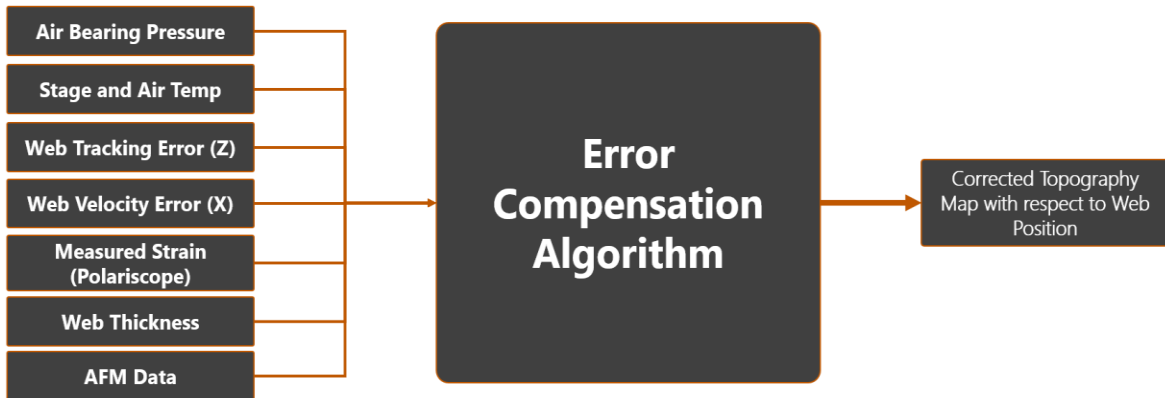 Air Bearing Pressure
Stage and Air Temp
Web Tracking Error (Z)
Web Velocity Error (X)
Measured Strain
(Polariscope)
Web Thickness
AFM Data
Error
Compensation
Algorithm
Corrected Topography
Map with respect to Web
Position